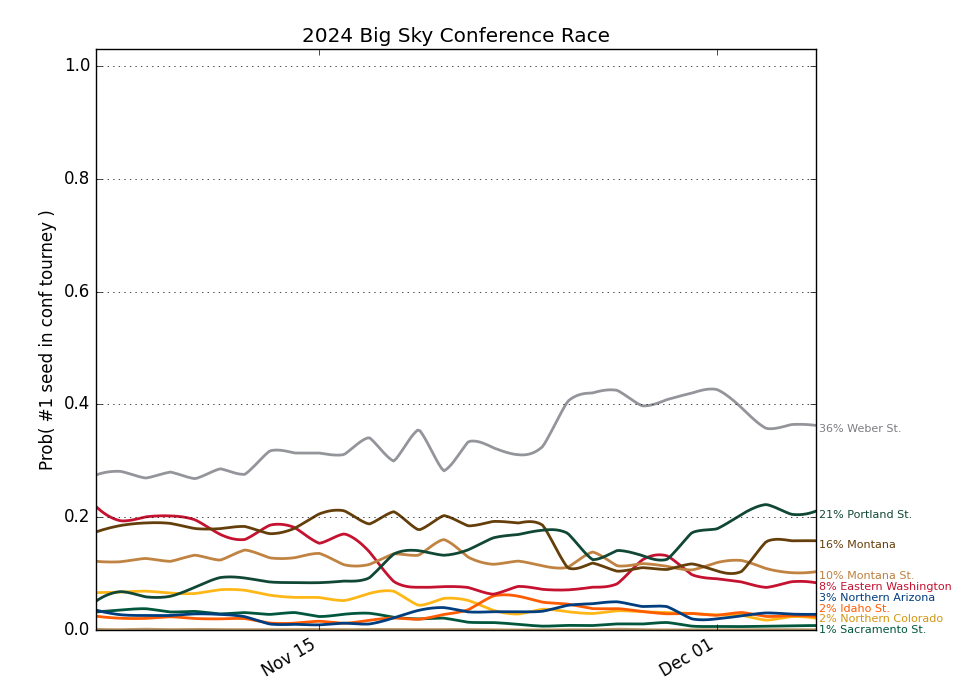 2024 Big Sky Conference Race
Prob( #1 seed in conf tourney )
1.0
0.8
0.6
0.4
0.2
0.0
Nov 15
Dec 01
36% Weber St.
21% Portland St.
16% Montana
10% Montana St.
8% Eastern Washington
3% Northern Arizona
2% Idaho St.
2% Northern Colorado
1% Sacramento St.